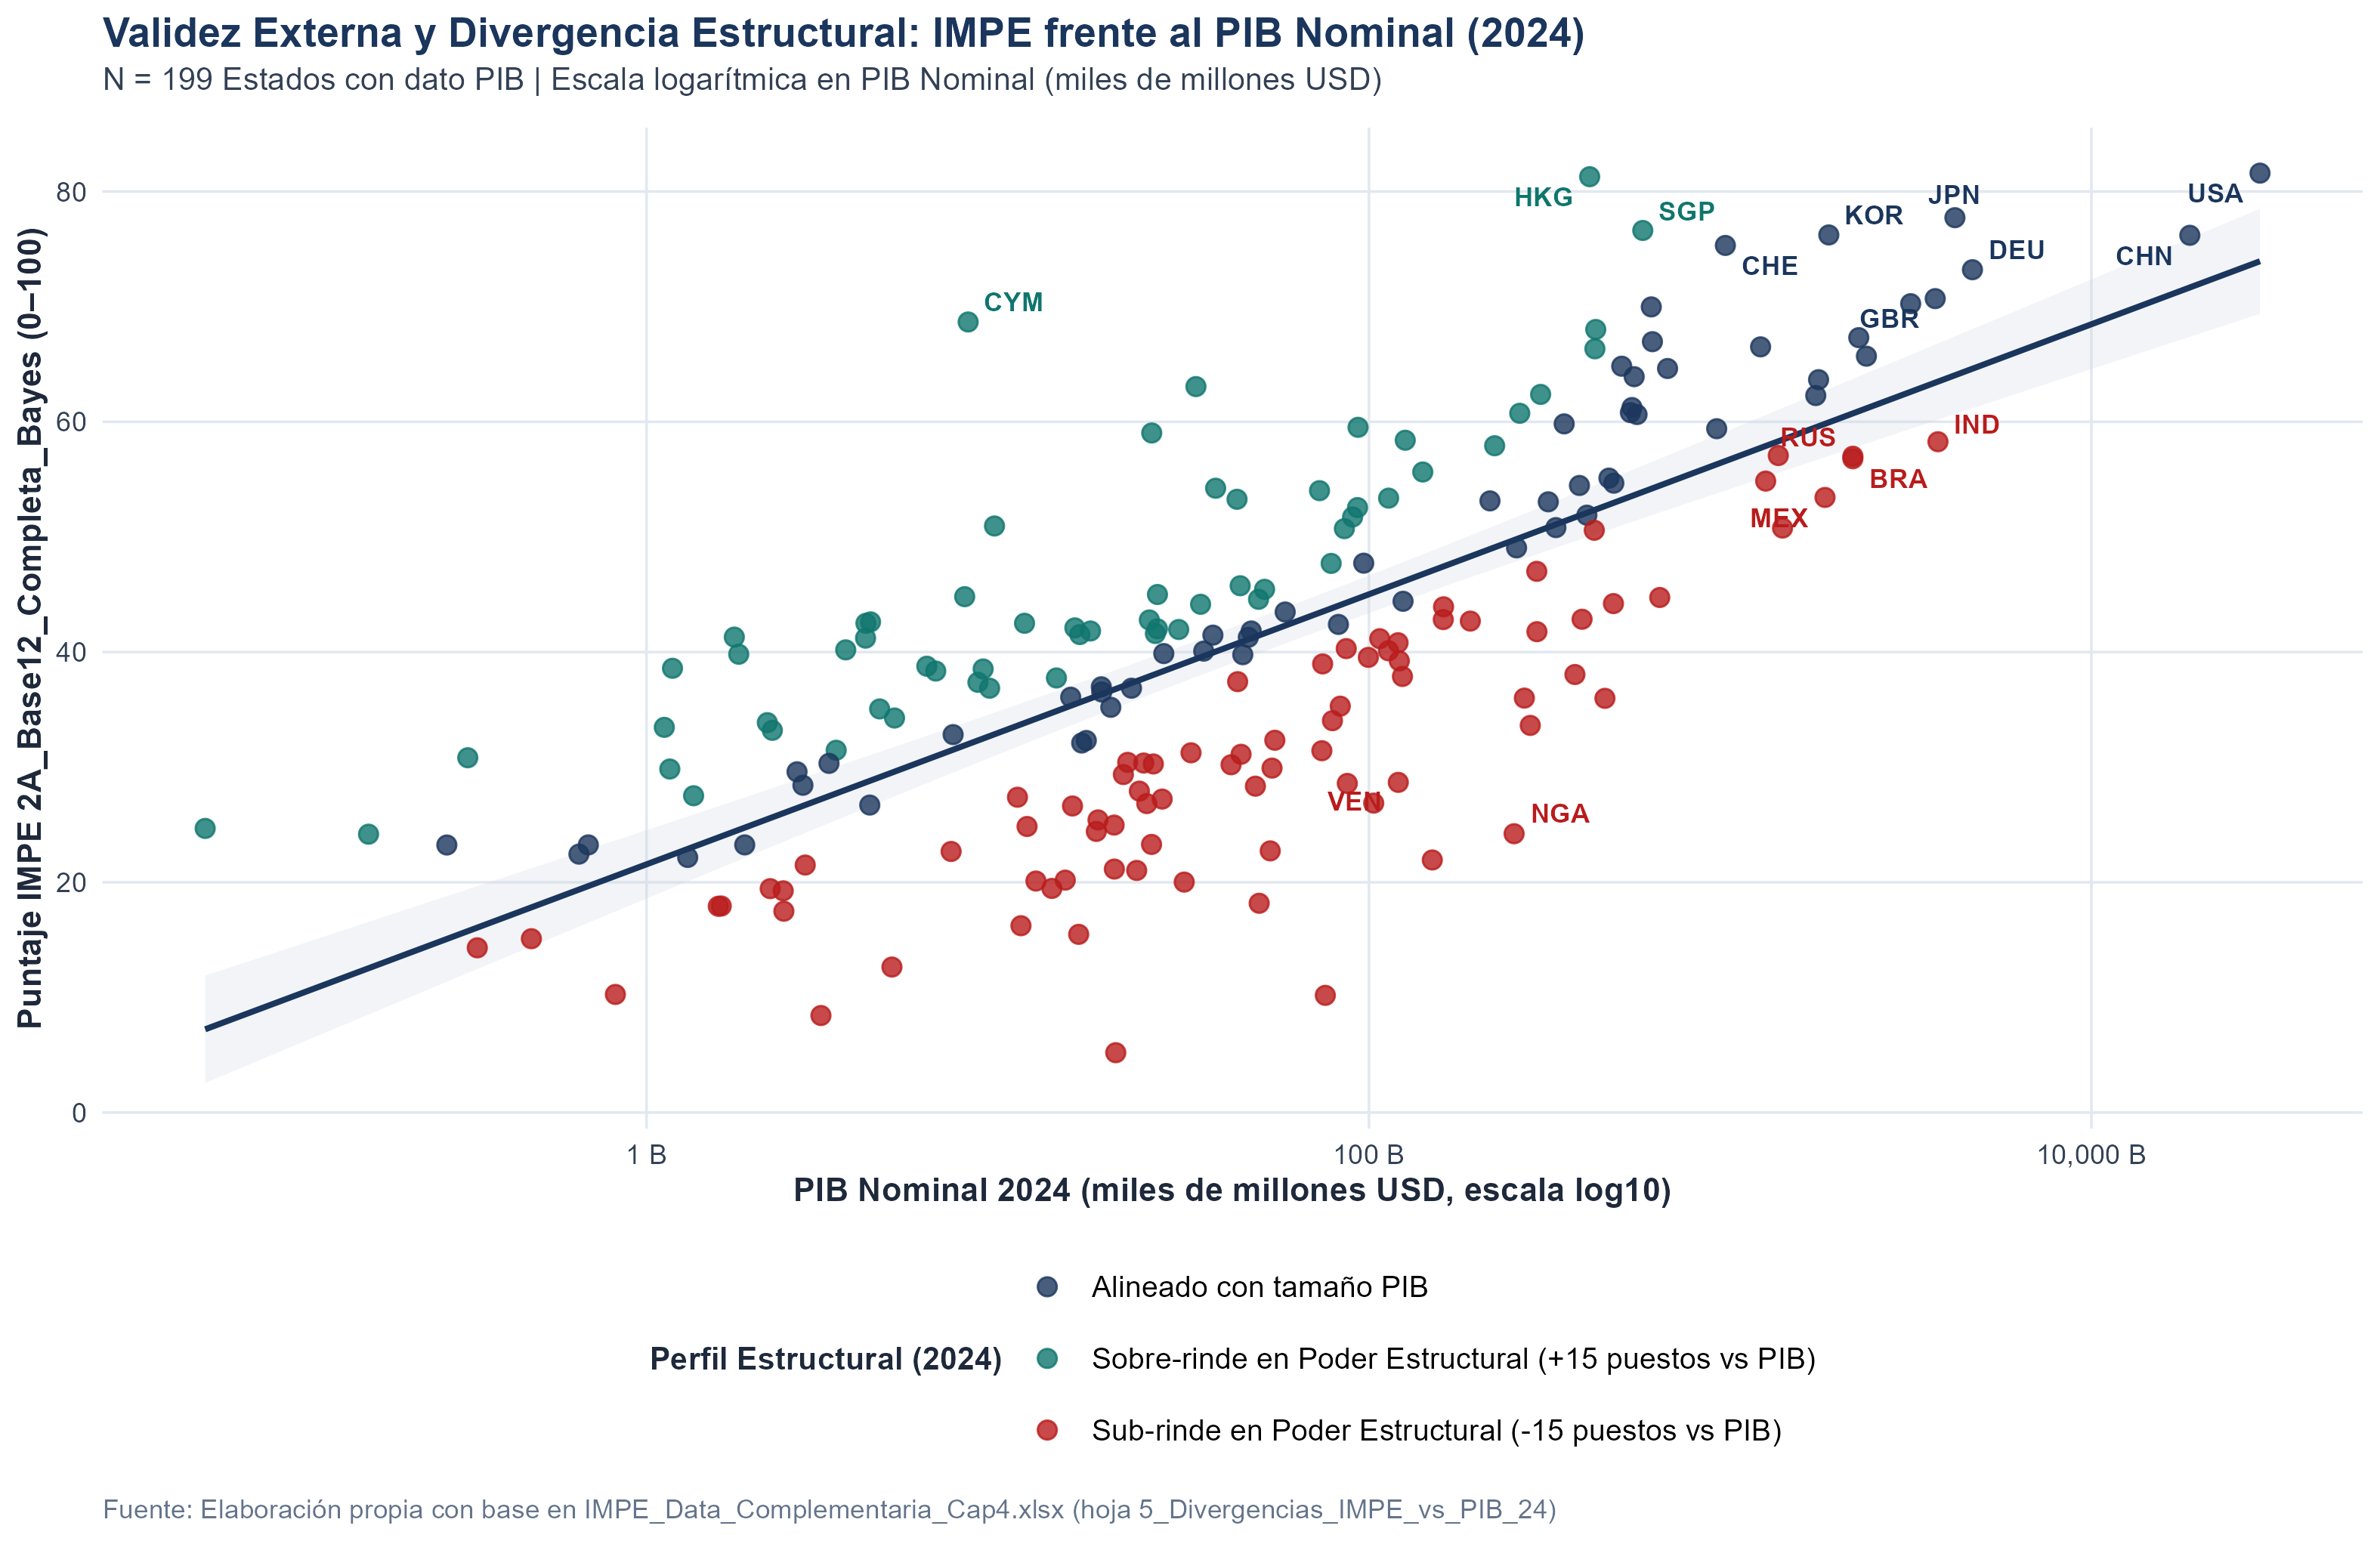 Validez Externa y Divergencia Estructural: IMPE frente al PIB Nominal (2024)
N = 199 Estados con dato PIB | Escala logarítmica en PIB Nominal (miles de millones USD)
Puntaje IMPE 2A_Base12_Completa_Bayes (0–100)
80
60
40
20
0
HKG
SGP
JPN
USA
KOR
CHE
DEU
CHN
CYM
GBR
RUS
IND
BRA
MEX
VEN
NGA
1 B
100 B
10,000 B
PIB Nominal 2024 (miles de millones USD, escala log10)
Perfil Estructural (2024)
Alineado con tamaño PIB
Sobre-rinde en Poder Estructural (+15 puestos vs PIB)
Sub-rinde en Poder Estructural (-15 puestos vs PIB)
Fuente: Elaboración propia con base en IMPE_Data_Complementaria_Cap4.xlsx (hoja 5_Divergencias_IMPE_vs_PIB_24)